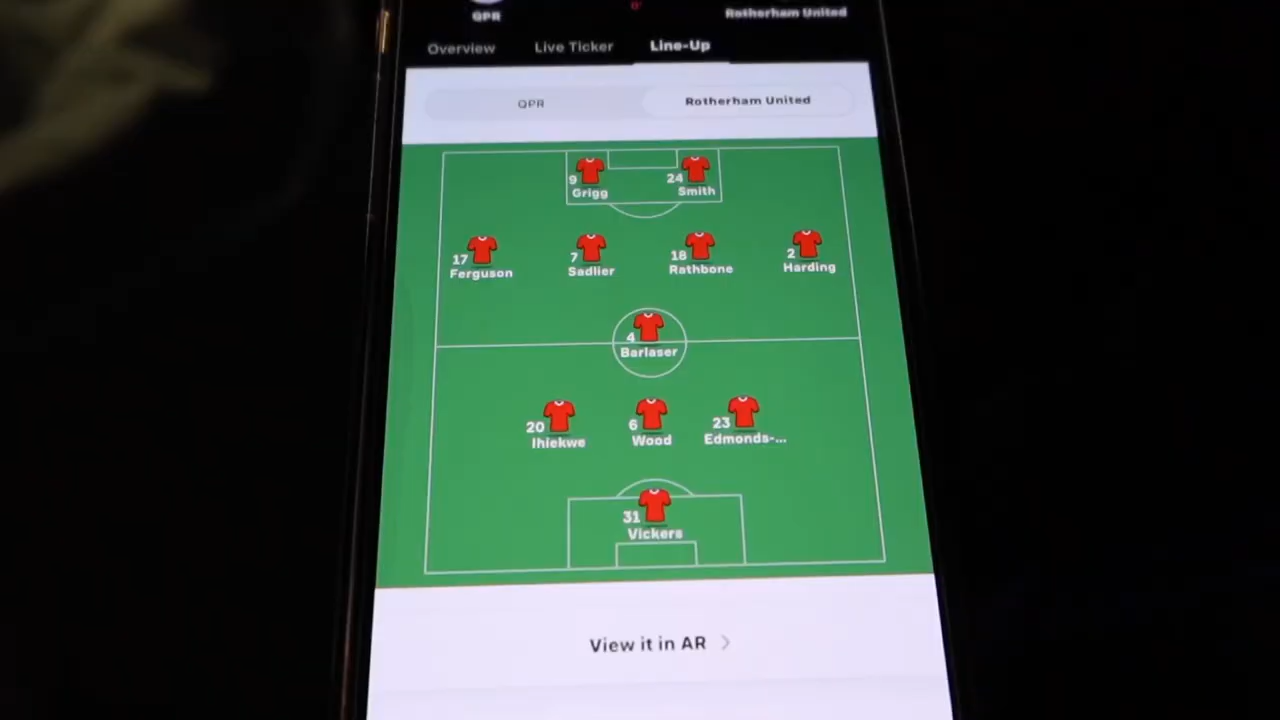 QPR
0'
Rotherham United
Overview
Live Ticker
Line-Up
QPR
Rotherham United
9
Grigg
24
Smith
17
Ferguson
7
Sadlier
18
Rathbone
2
Harding
4
Barlaser
20
Ihiekwe
6
Wood
23
Edmonds-...
31
Vickers
View it in AR >